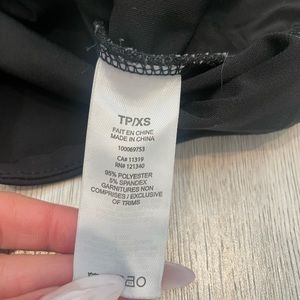 TP/XS
FAIT EN CHINE
MADE IN CHINA
100069753
CA# 11319
RN# 121340
95% POLYESTER
5% SPANDEX
GARNITURES NON
COMPRISES / EXCLUSIVE
OF TRIMS